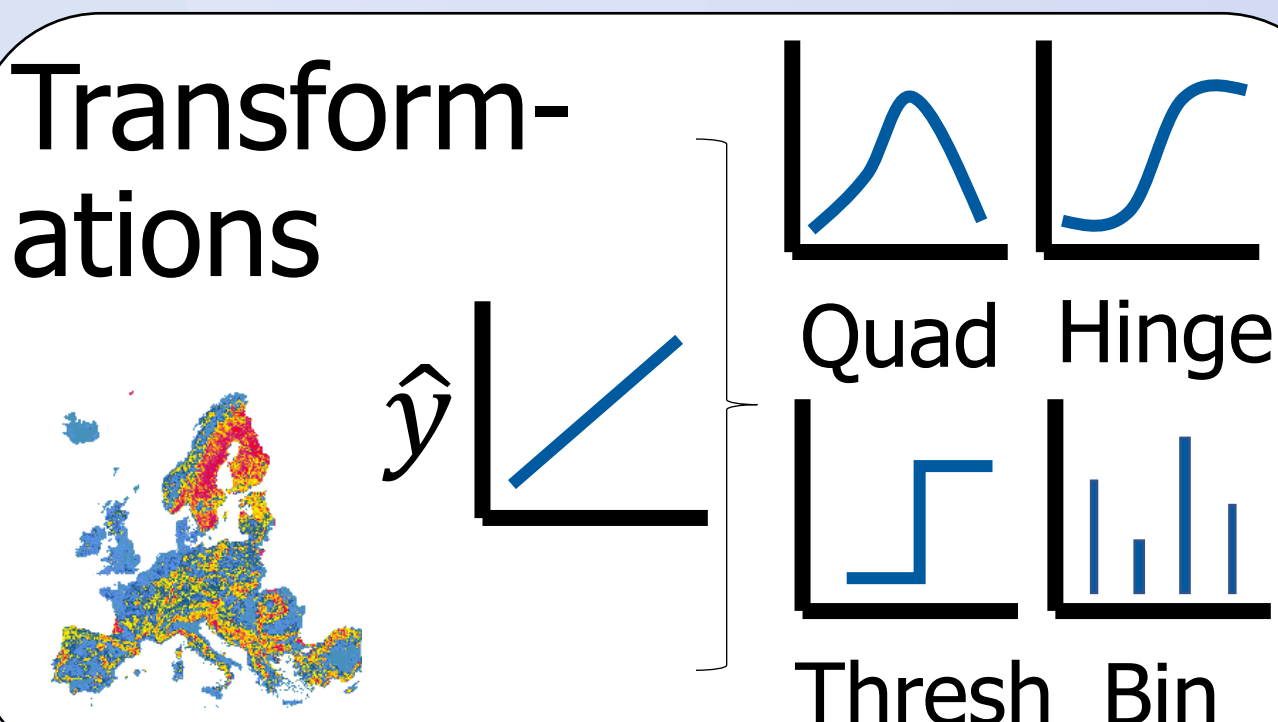 Transform-
ations
ŷ
Quad
Hinge
Thresh
Bin